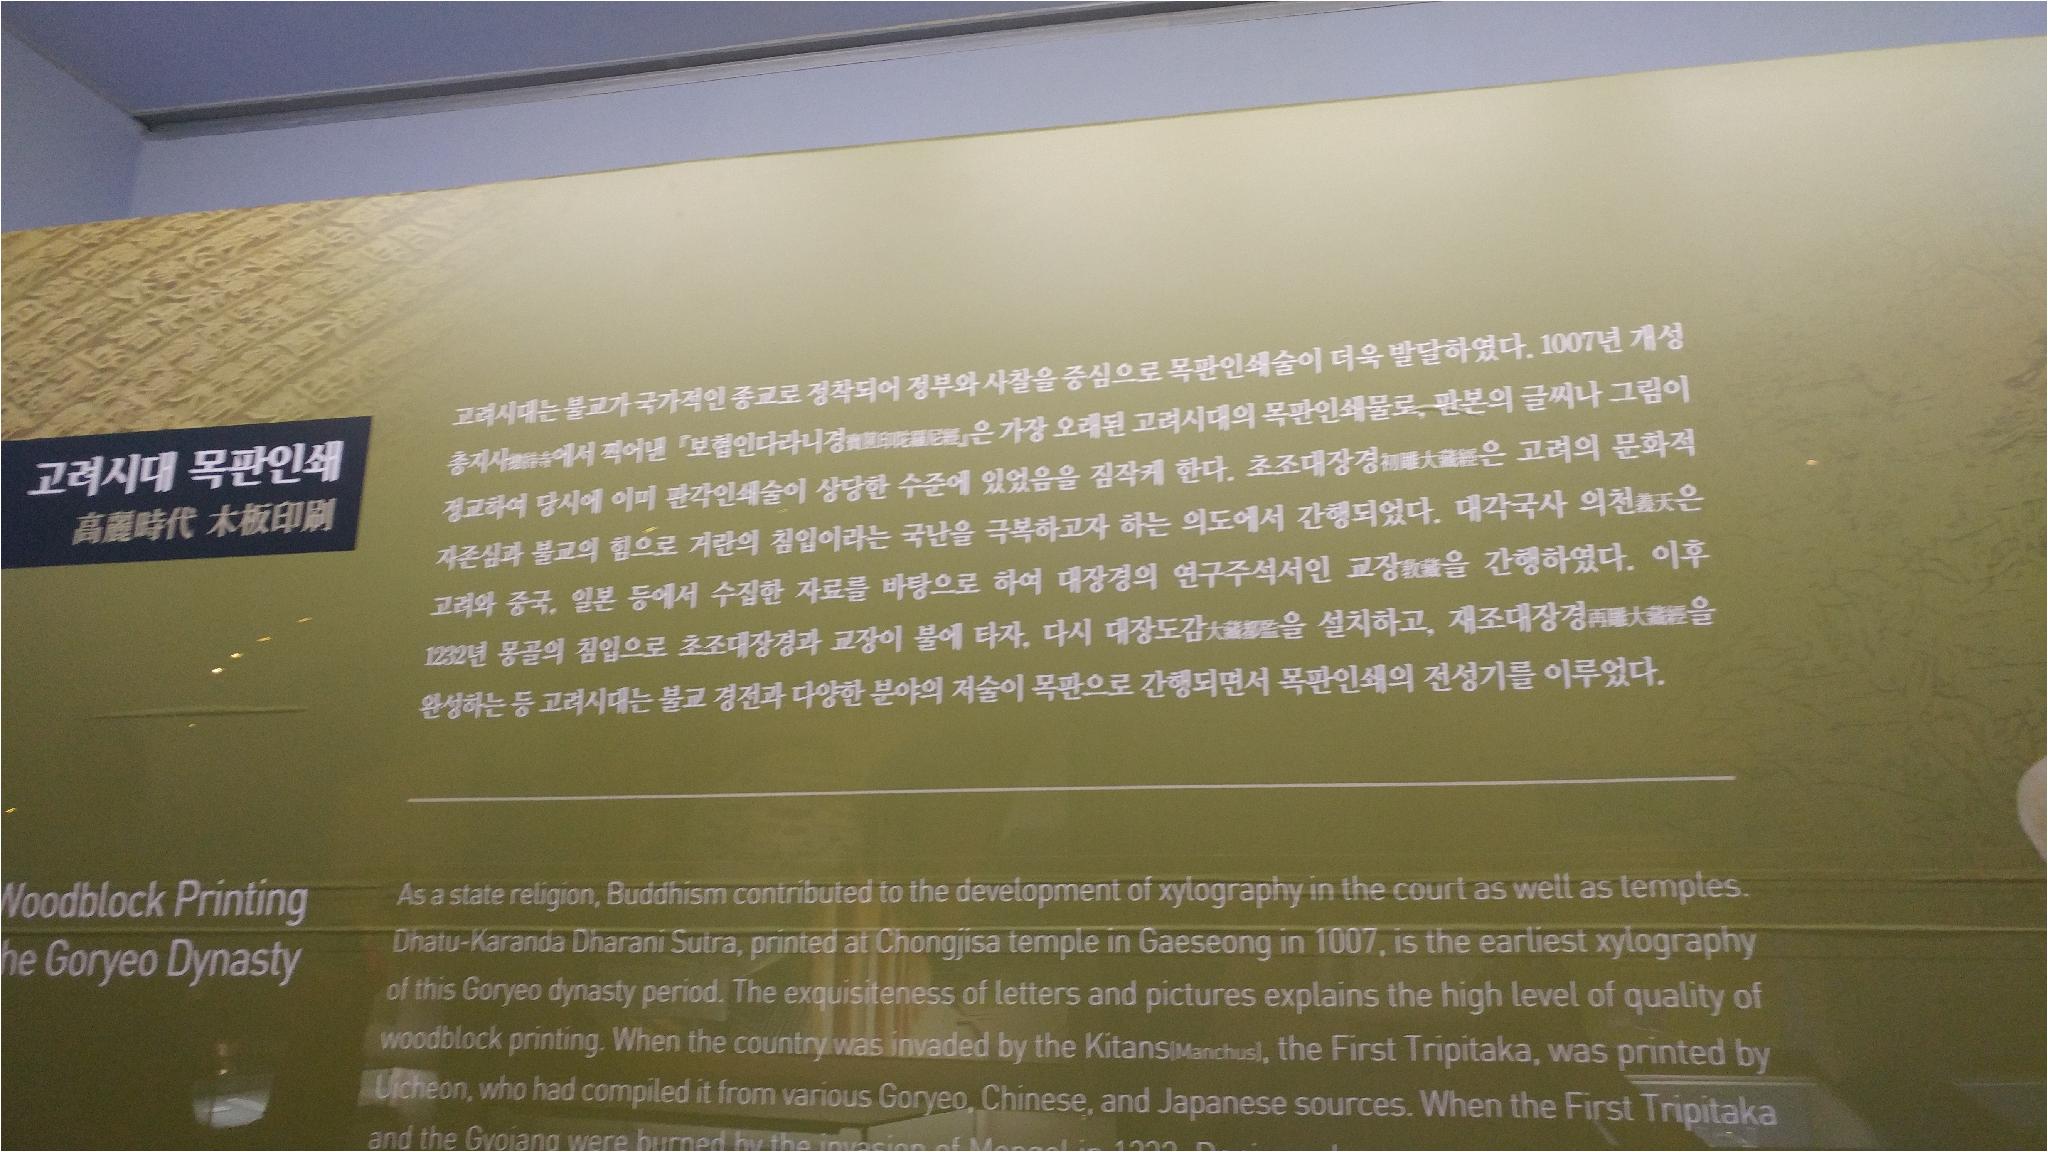 고려시대 목판인쇄
高麗時代 木板印刷
고려시대는 불교가 국가적인 종교로 정착되어 정부와 사찰을 중심으로 목판인쇄술이 더욱 발달하였다. 1007년 개성
총지사摠持寺에서 찍어낸 『보협인다라니경寶篋印陀羅尼經』은 가장 오래된 고려시대의 목판인쇄물로, 판본의 글씨나 그림이
정교하여 당시에 이미 판각인쇄술이 상당한 수준에 있었음을 짐작케 한다. 초조대장경初雕大藏經은 고려의 문화적
자존심과 불교의 힘으로 거란의 침입이라는 국난을 극복하고자 하는 의도에서 간행되었다. 대각국사 의천義天은
고려와 중국, 일본 등에서 수집한 자료를 바탕으로 하여 대장경의 연구주석서인 교장敎藏을 간행하였다. 이후
1232년 몽골의 침입으로 초조대장경과 교장이 불에 타자, 다시 대장도감大藏都監을 설치하고, 재조대장경再雕大藏經을
완성하는 등 고려시대는 불교 경전과 다양한 분야의 저술이 목판으로 간행되면서 목판인쇄의 전성기를 이루었다.
Woodblock Printing
he Goryeo Dynasty
As a state religion, Buddhism contributed to the development of xylography in the court as well as temples.
Dhatu-Karanda Dharani Sutra, printed at Chongjisa temple in Gaeseong in 1007, is the earliest xylography
of this Goryeo dynasty period. The exquisiteness of letters and pictures explains the high level of quality of
woodblock printing. When the country was invaded by the Kitans(Manchus), the First Tripitaka, was printed by
Uicheon, who had compiled it from various Goryeo, Chinese, and Japanese sources. When the First Tripitaka
and the Gyojang were burned by the invasion of Mongol in 1232,